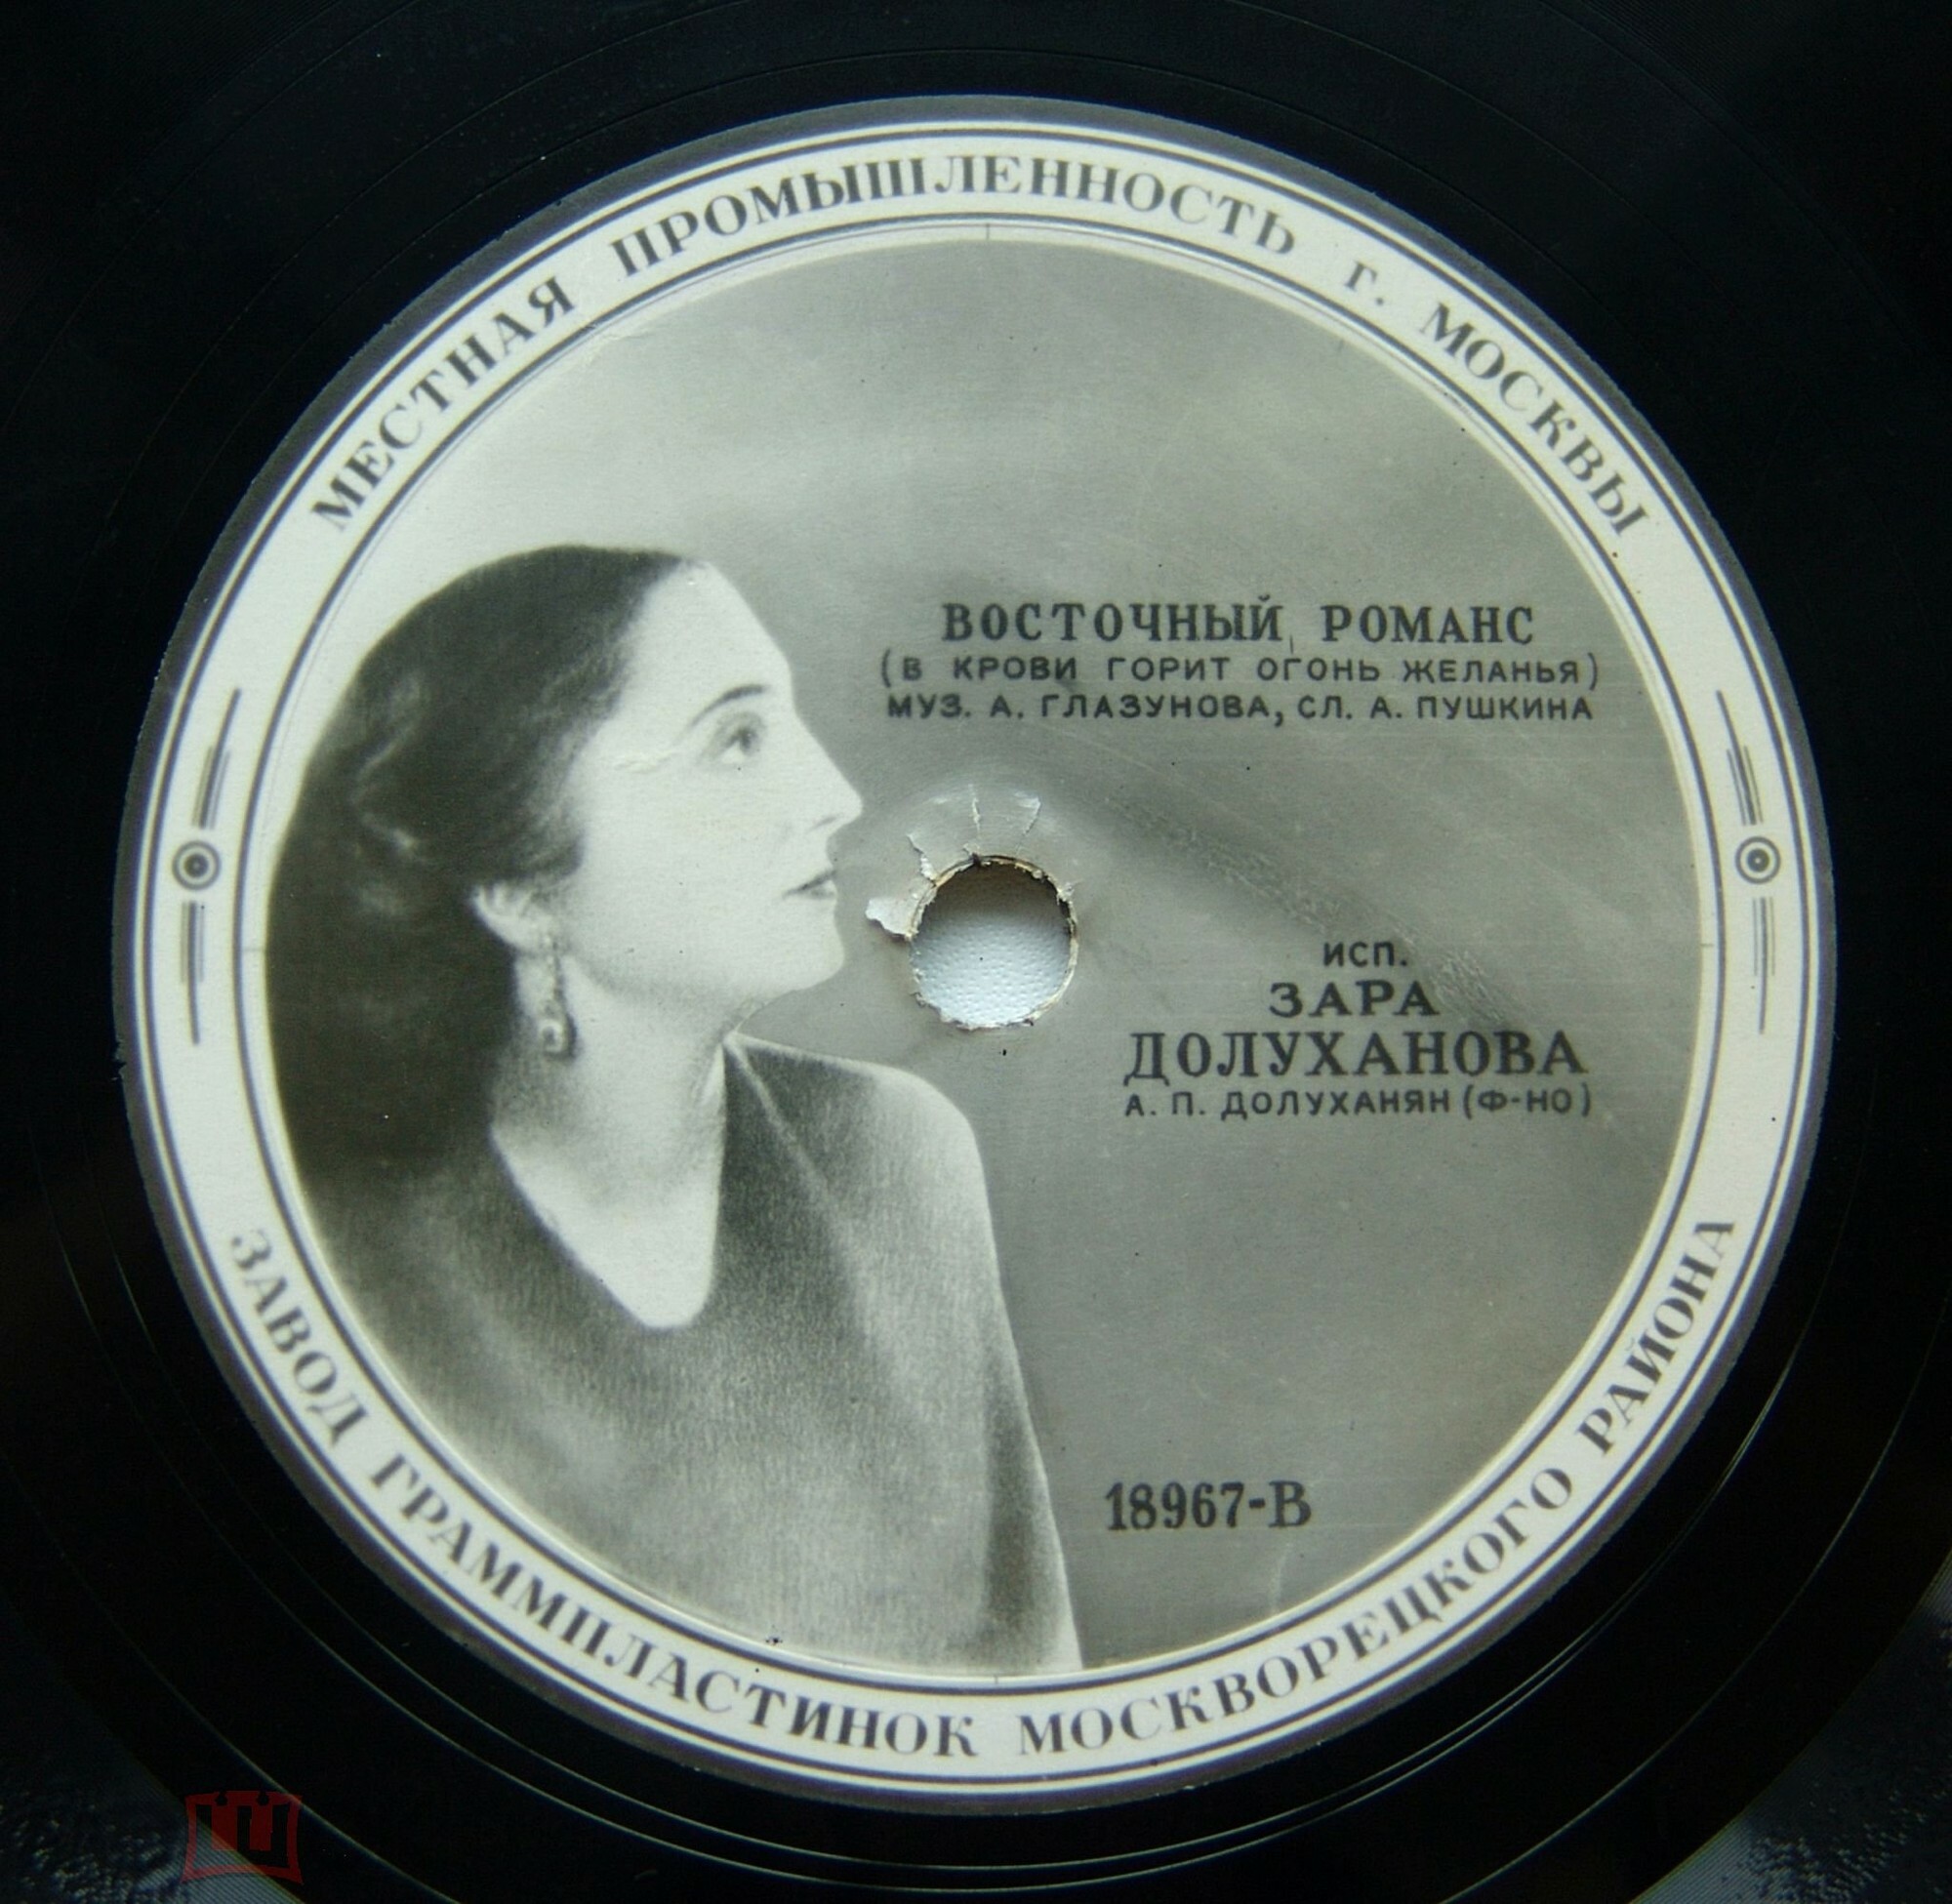 МЕСТНАЯ ПРОМЫШЛЕННОСТЬ г. МОСКВЫ
ВОСТОЧНЫЙ РОМАНС
(В КРОВИ ГОРИТ ОГОНЬ ЖЕЛАНЬЯ)
МУЗ. А. ГЛАЗУНОВА, СЛ. А. ПУШКИНА
ИСП.
ЗАРА
ДОЛУХАНОВА
А. П. ДОЛУХАНЯН (Ф-НО)
18967-В
ЗАВОД ГРАММПЛАСТИНОК МОСКВОРЕЦКОГО РАЙОНА